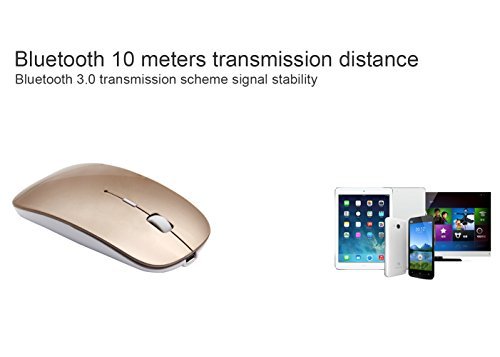 Bluetooth 10 meters transmission distance
Bluetooth 3.0 transmission scheme signal stability